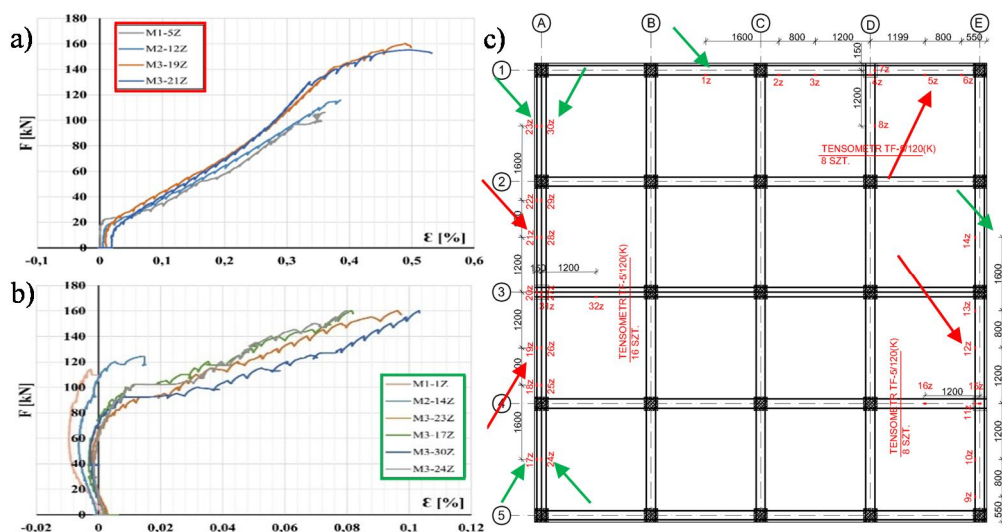 a)
F [kN]
180
160
140
120
100
80
60
40
20
0
-0,1
0
0,1
0,2
0,3
0,4
0,5
0,6
ε [%]
M1-5Z
M2-12Z
M3-19Z
M3-21Z
b)
F [kN]
180
160
140
120
100
80
60
40
20
0
-0,02
0
0,02
0,04
0,06
0,08
0,1
0,12
ε [%]
M1-1Z
M2-14Z
M3-23Z
M3-17Z
M3-30Z
M3-24Z
c)
A B C D E
1600 800 1200 1199 800 550
150
1200
1
1z 2z 3z 4z 7z 5z 6z
8z
23z 30z
1600
TENSOMETR TF-5/120(K)
8 SZT.
2
22z 29z
21z 28z
14z
1200
1600
150 1200
3
20z 27z
31z 32z
13z
TENSOMETR TF-5/120(K)
16 SZT.
1200
19z 26z
12z
18z 25z
TENSOMETR TF-5/120(K)
8 SZT.
800
1200
16z 15z
1200
4
11z
1600
1200
17z 24z
10z
800
9z
550
5